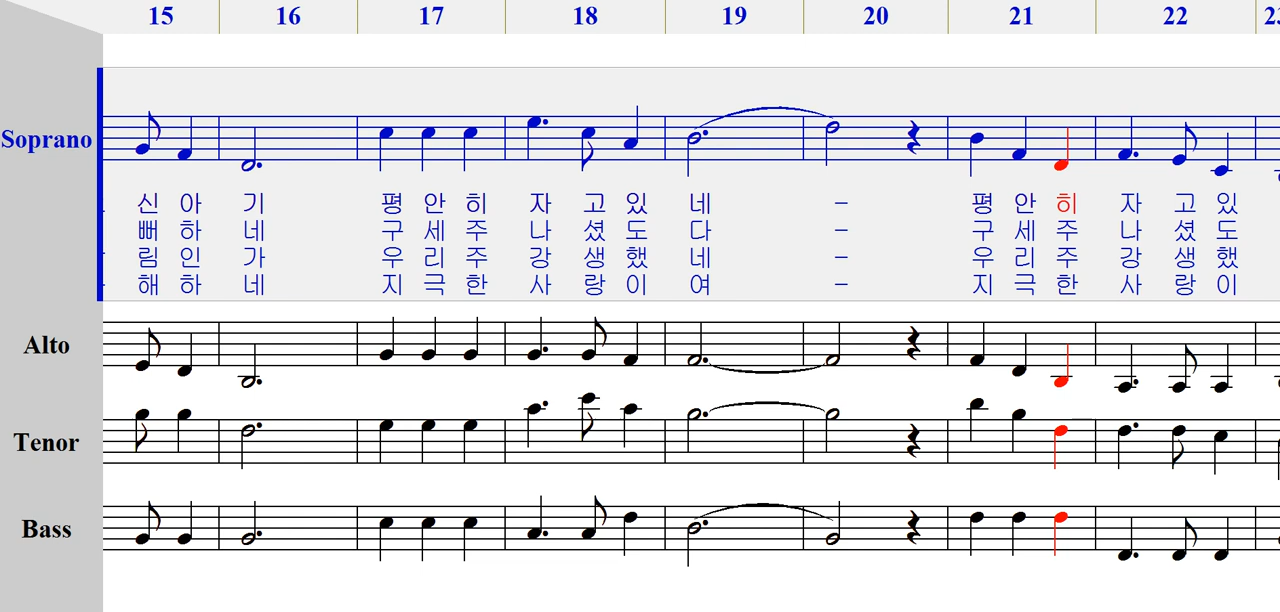 15 16 17 18 19 20 21 22
Soprano
신 아 기 평 안 히 자 고 있 네 – 평 안 히 자 고 있
뻐 하 네 구 세 주 나 셨 도 다 – 구 세 주 나 셨 도
림 인 가 우 리 주 강 생 했 네 – 우 리 주 강 생 했
해 하 네 지 극 한 사 랑 이 여 – 지 극 한 사 랑 이
Alto
Tenor
Bass